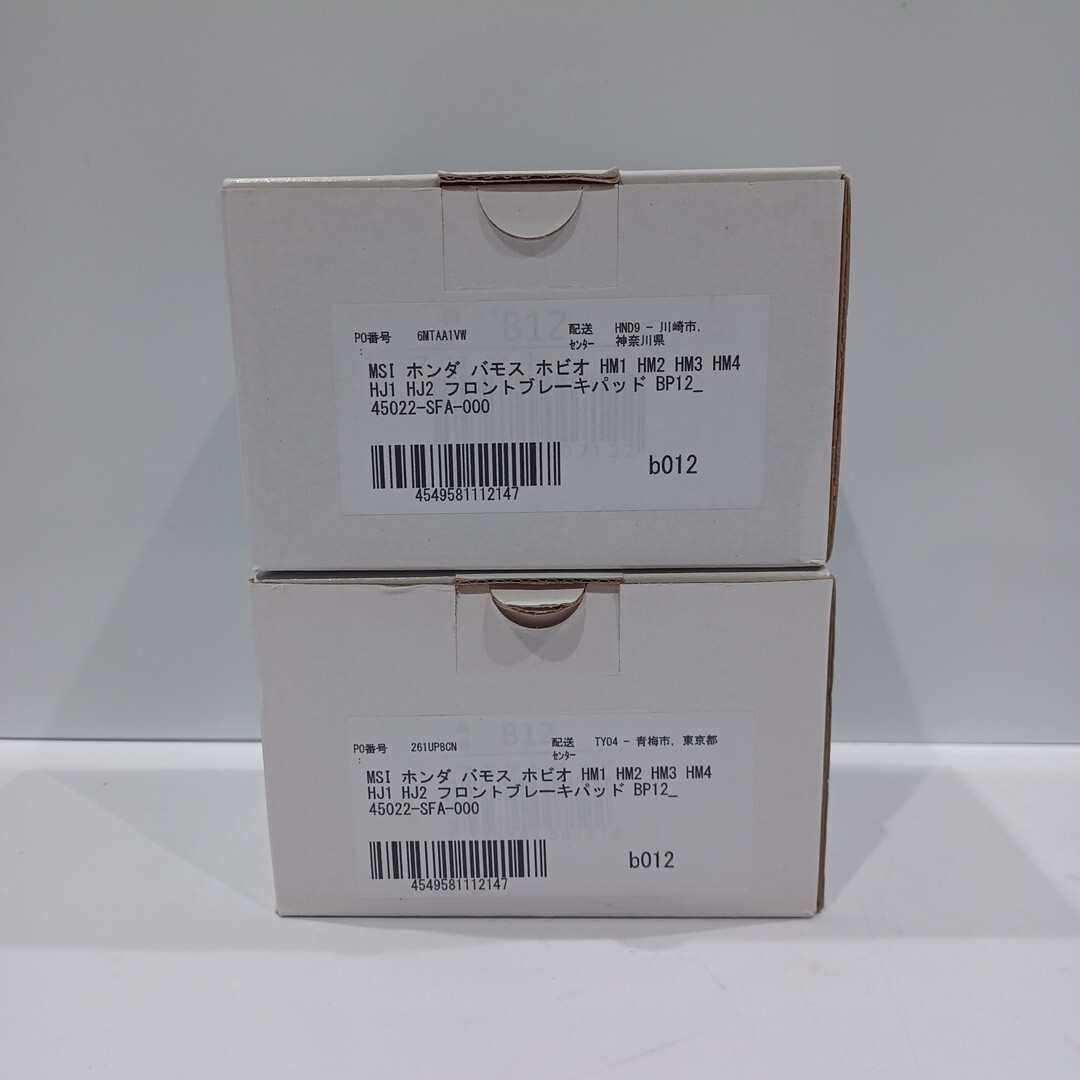 PO番号 : 6MTAA1VW 配送センター HND9 - 川崎市, 神奈川県
MSI ホンダ バモス ホビオ HM1 HM2 HM3 HM4
HJ1 HJ2 フロントブレーキパッド BP12_
45022-SFA-000
4549581112147
b012
B12
PO番号 : 261UP8CN 配送センター TY04 - 青梅市, 東京都
MSI ホンダ バモス ホビオ HM1 HM2 HM3 HM4
HJ1 HJ2 フロントブレーキパッド BP12_
45022-SFA-000
4549581112147
b012
B12